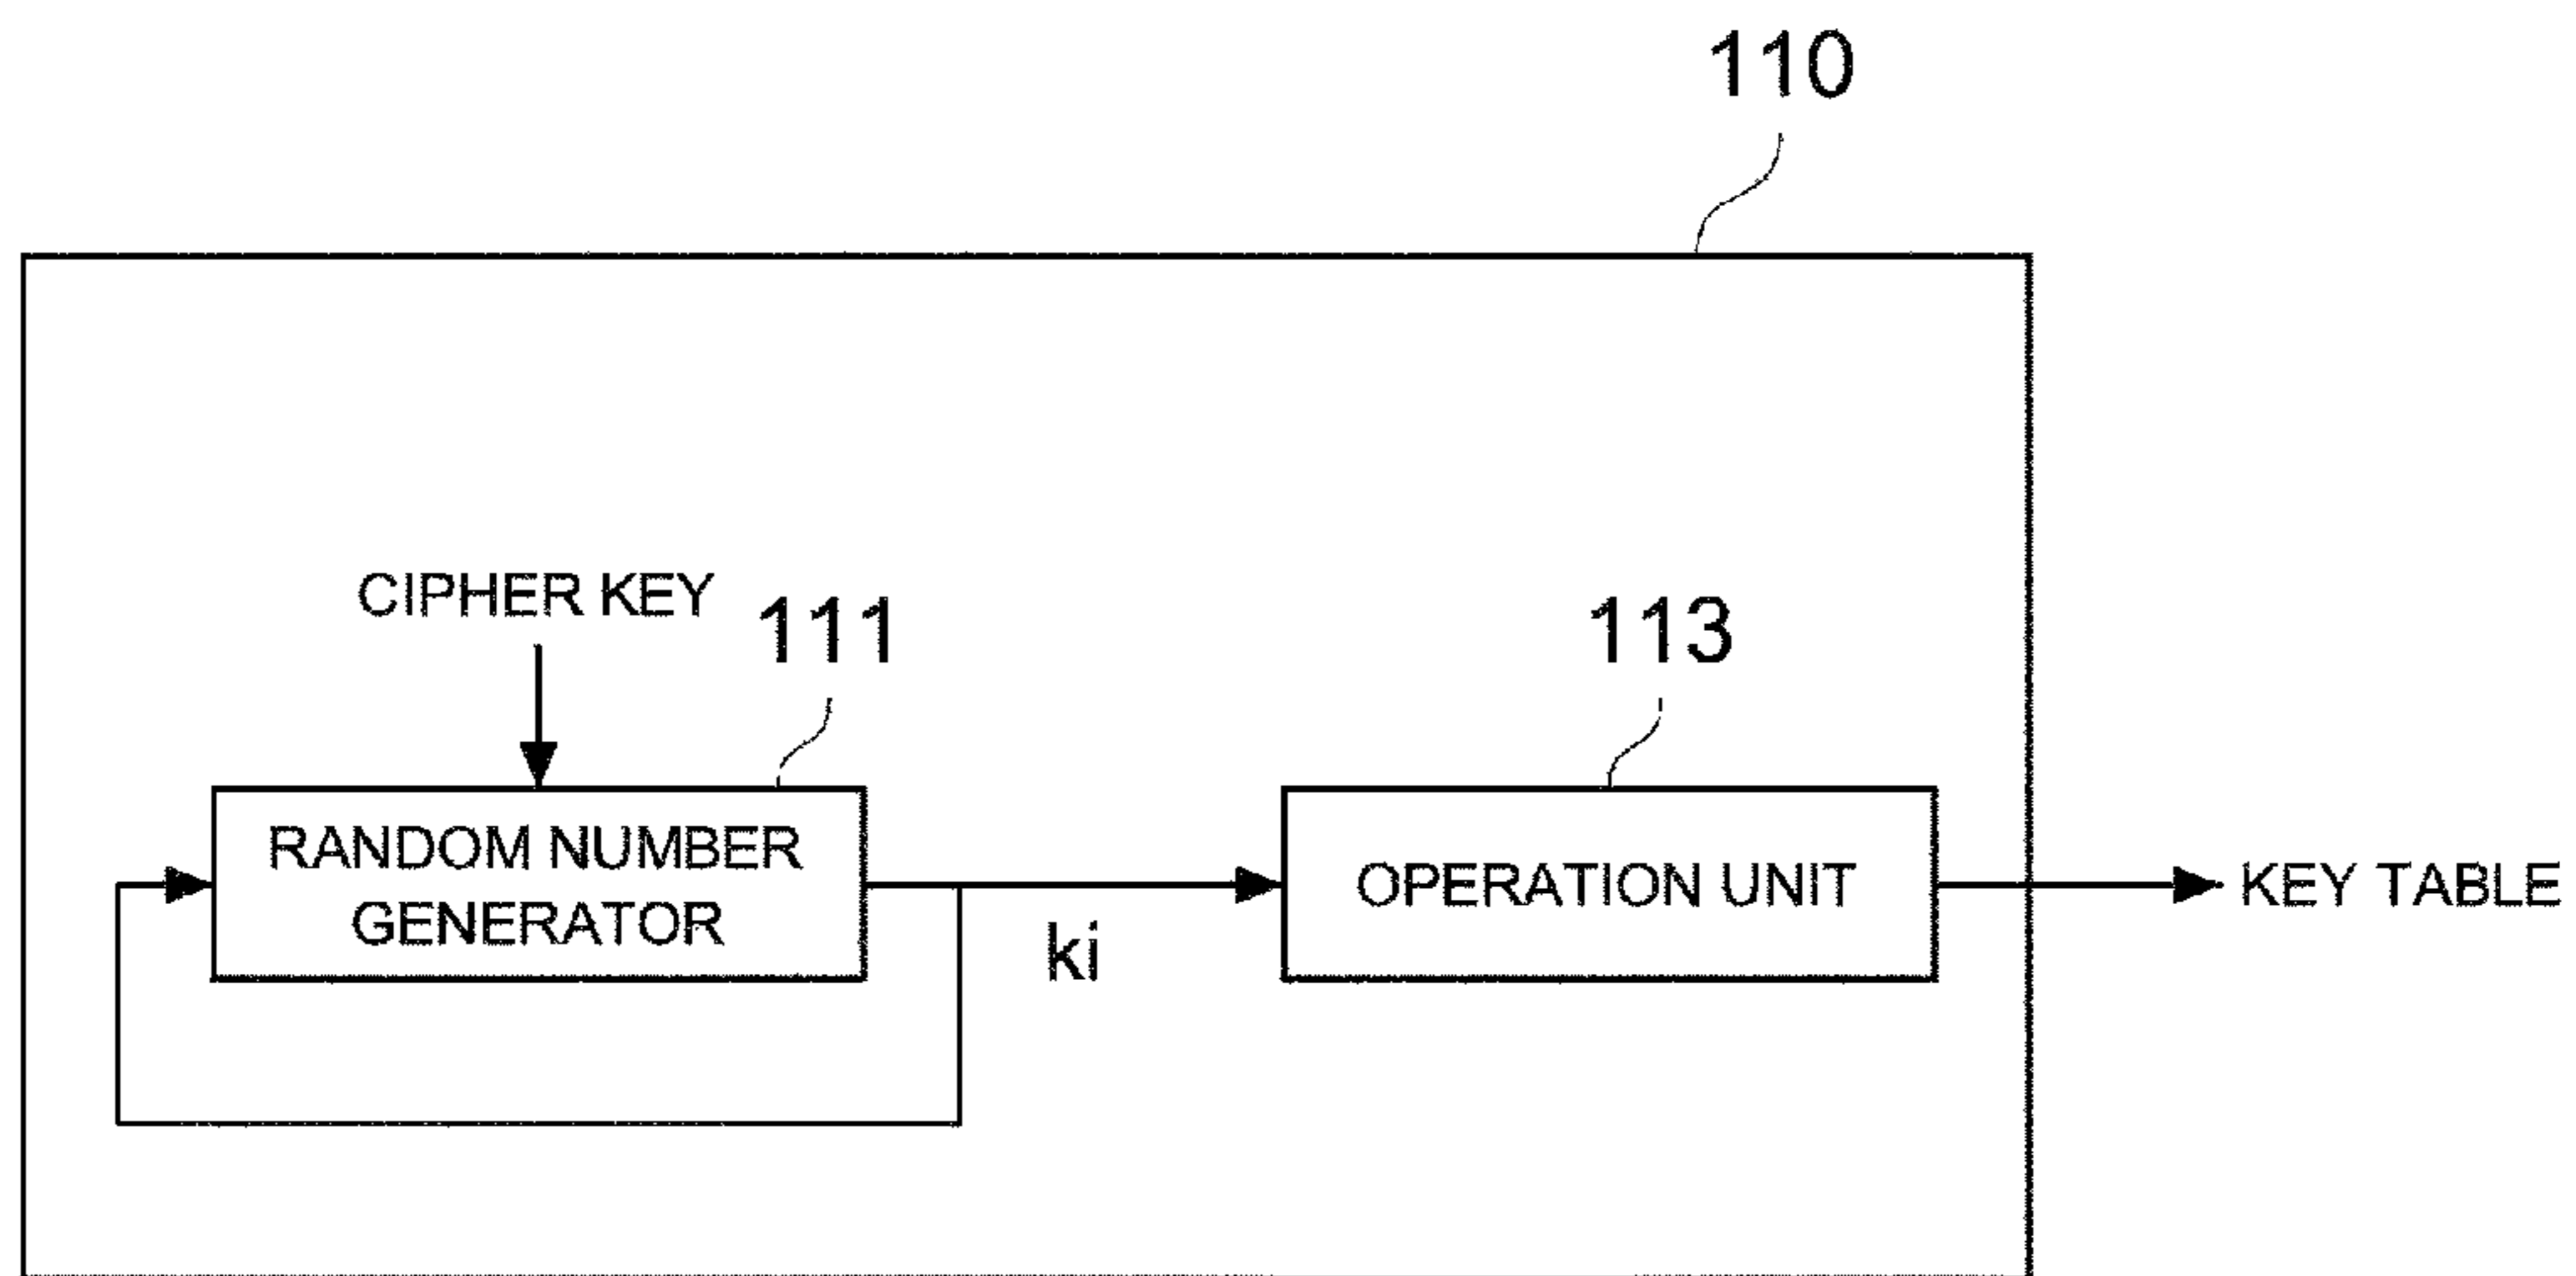 110
CIPHER KEY
111
113
RANDOM NUMBER
GENERATOR
OPERATION UNIT
KEY TABLE
ki